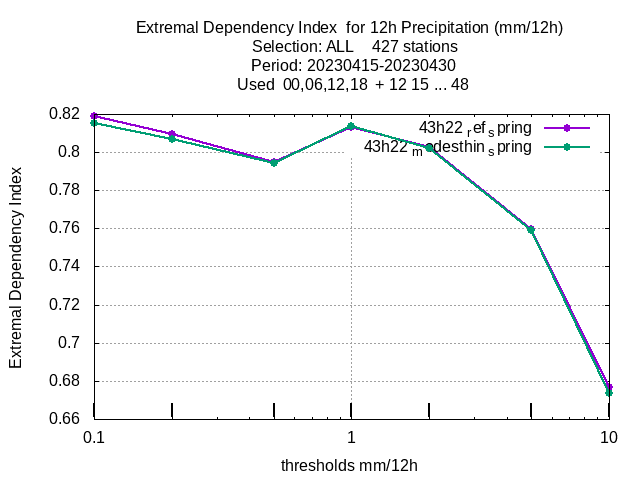 Extremal Dependency Index  for 12h Precipitation (mm/12h)
Selection: ALL    427 stations
Period: 20230415-20230430
Used  00,06,12,18  + 12 15 ... 48
43h22 ref spring
43h22 m odesthin spring
0.82
0.8
0.78
0.76
0.74
0.72
0.7
0.68
0.66
Extremal Dependency Index
0.1 1 10
thresholds mm/12h